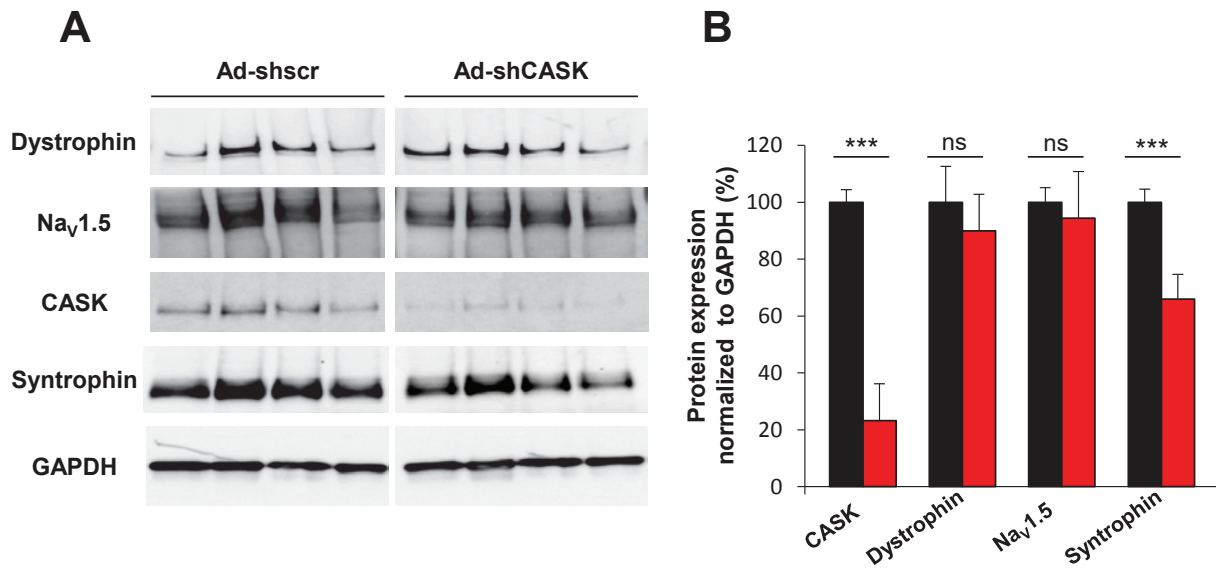 A
Ad-shscr
Ad-shCASK
Dystrophin
Nav1.5
CASK
Syntrophin
GAPDH
B
Protein expression
normalized to GAPDH (%)
120
100
80
60
40
20
0
***
ns
ns
***
CASK
Dystrophin
Nav1.5
Syntrophin